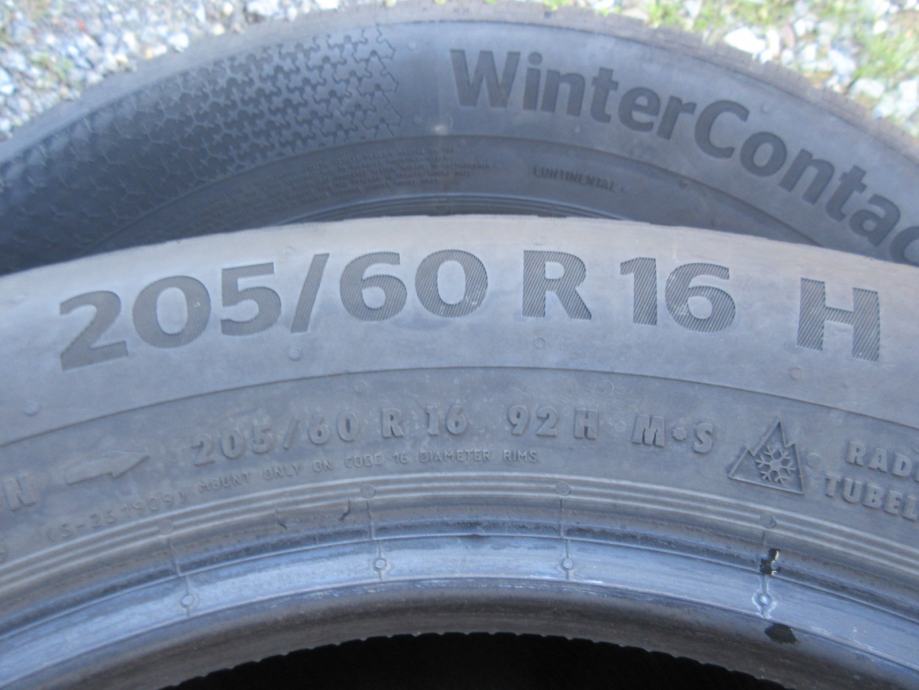 WinterContac
CONTINENTAL
205/60 R 16 H
205/60 R 16 92 H M+S
MOUNT ONLY ON CODE 16 DIAMETER RIMS
RAD
TUBEL